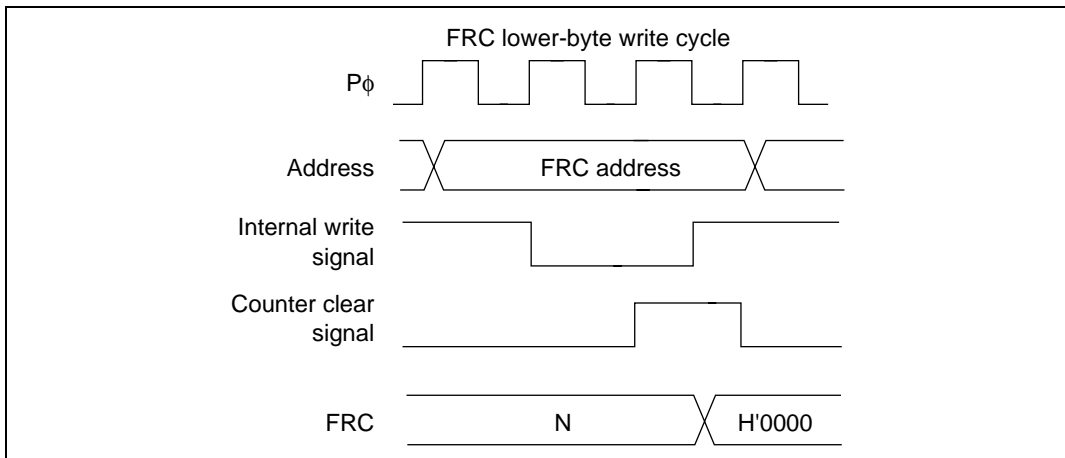 FRC lower-byte write cycle
Pϕ
Address
FRC address
Internal write
signal
Counter clear
signal
FRC
N
H'0000